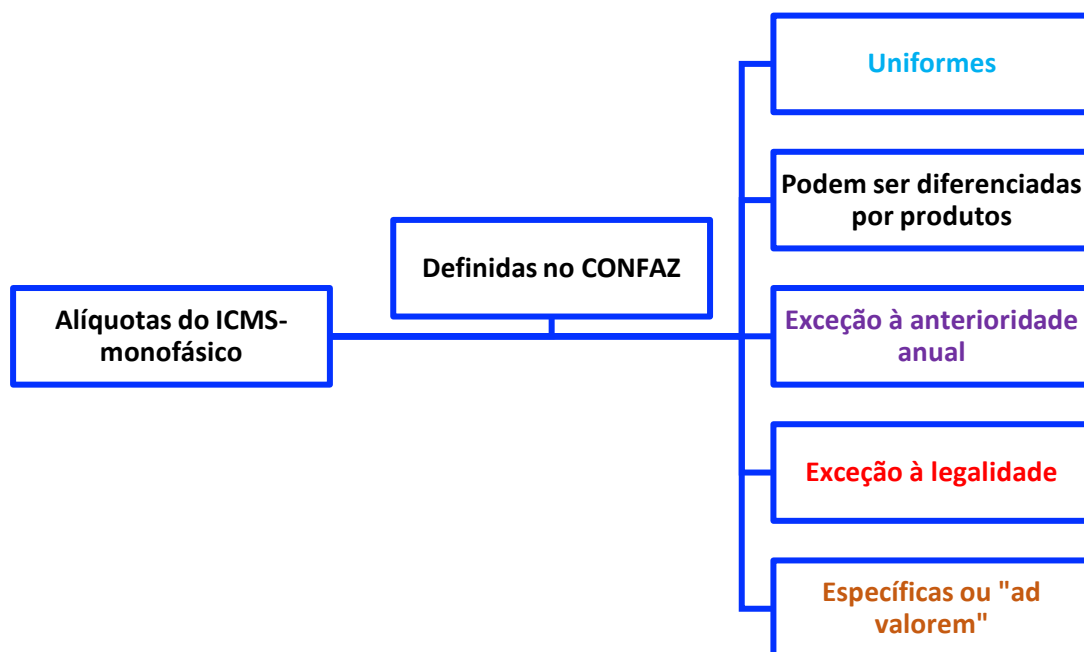 Alíquotas do ICMS-
monofásico
Definidas no CONFAZ
Uniformes
Podem ser diferenciadas
por produtos
Exceção à anterioridade
anual
Exceção à legalidade
Específicas ou "ad
valorem"